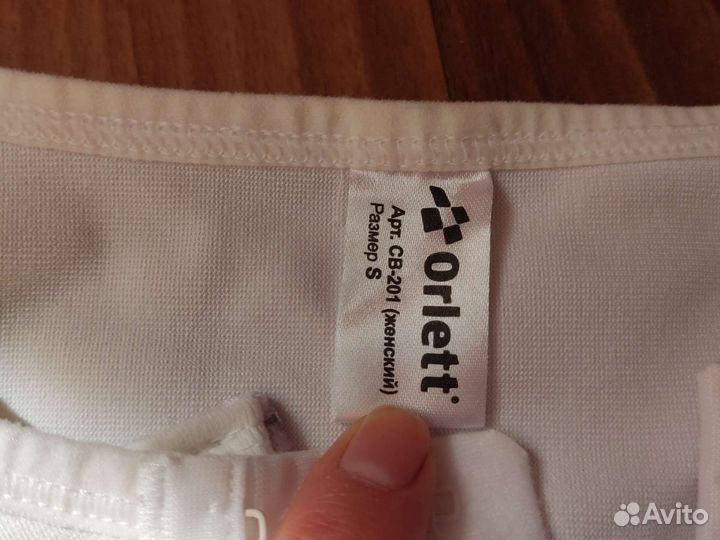 Orlett®
Арт. СВ-201 (женский)
Размер S
Avito